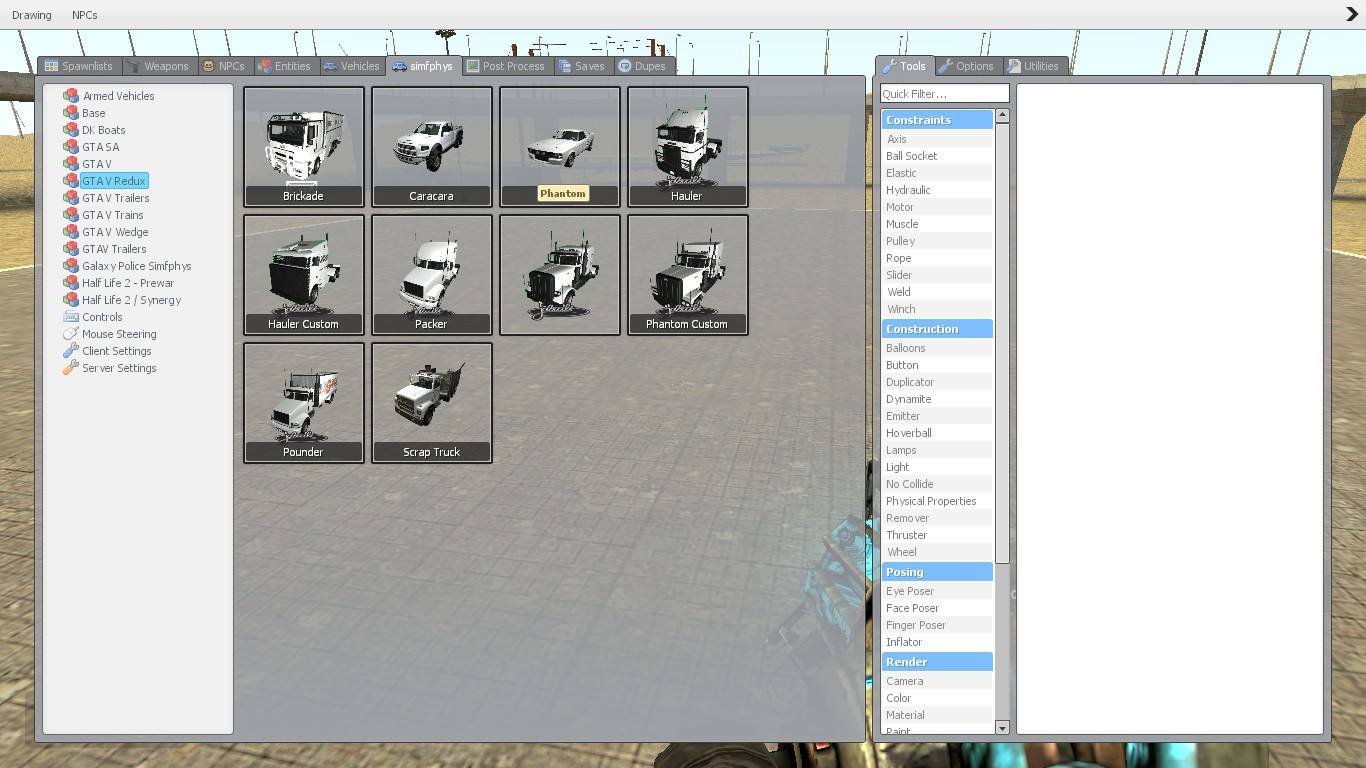 Drawing NPCs
Spawnlists Weapons NPCs Entities Vehicles simfphys Post Process Saves Dupes
Armed Vehicles
Base
DK Boats
GTA SA
GTA V
GTA V Redux
GTA V Trailers
GTA V Trains
GTA V Wedge
GTAV Trailers
Galaxy Police Simfphys
Half Life 2 - Prewar
Half Life 2 / Synergy
Controls
Mouse Steering
Client Settings
Server Settings
Brickade Caracara Phantom Hauler
Hauler Custom Packer Phantom Custom
Pounder Scrap Truck
Tools Options Utilities
Quick Filter...
Constraints
Axis
Ball Socket
Elastic
Hydraulic
Motor
Muscle
Pulley
Rope
Slider
Weld
Winch
Construction
Balloons
Button
Duplicator
Dynamite
Emitter
Hoverball
Lamps
Light
No Collide
Physical Properties
Remover
Thruster
Wheel
Posing
Eye Poser
Face Poser
Finger Poser
Inflator
Render
Camera
Color
Material
Paint